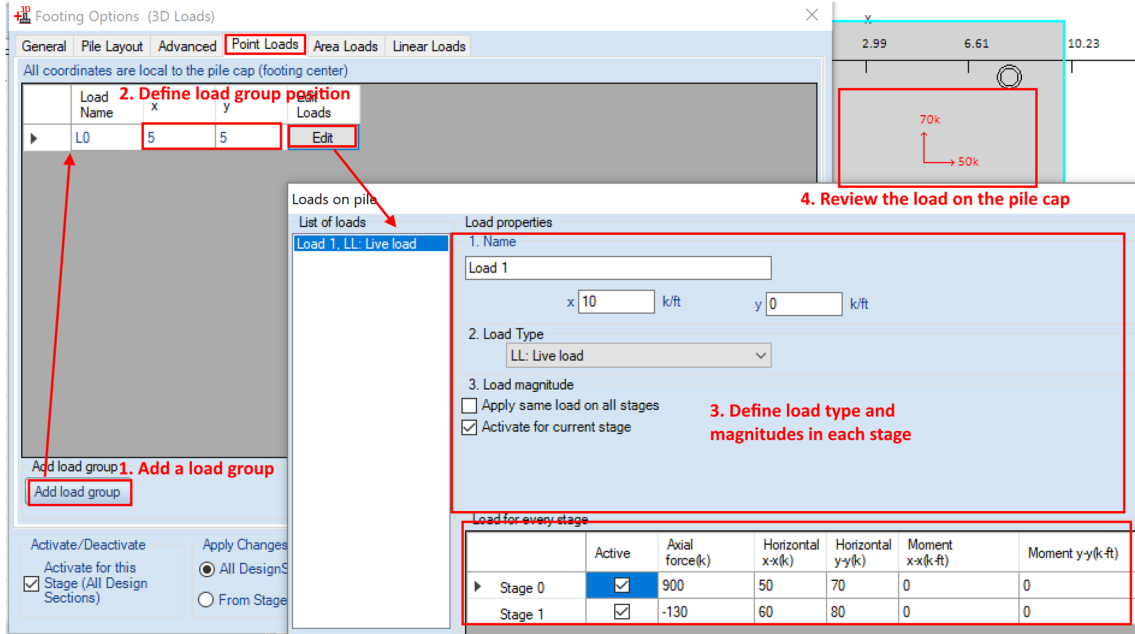 Footing Options (3D Loads)
General Pile Layout Advanced Point Loads Area Loads Linear Loads
All coordinates are local to the pile cap (footing center)
Load Name x y Loads
2. Define load group position
L0 5 5 Edit
x
2.99 6.61 10.23
70k
50k
4. Review the load on the pile cap
Loads on pile
List of loads
Load 1, LL: Live load
Load properties
1. Name
Load 1
x 10 k/ft y 0 k/ft
2. Load Type
LL: Live load
3. Load magnitude
Apply same load on all stages
Activate for current stage
3. Define load type and
magnitudes in each stage
Add load group
1. Add a load group
Add load group
Load for every stage
Active Axial force(k) Horizontal x-x(k) Horizontal y-y(k) Moment x-x(k-ft) Moment y-y(k-ft)
Stage 0 900 50 70 0 0
Stage 1 -130 60 80 0 0
Activate/Deactivate
Activate for this
Stage (All Design
Sections)
Apply Changes
All DesignS
From Stage